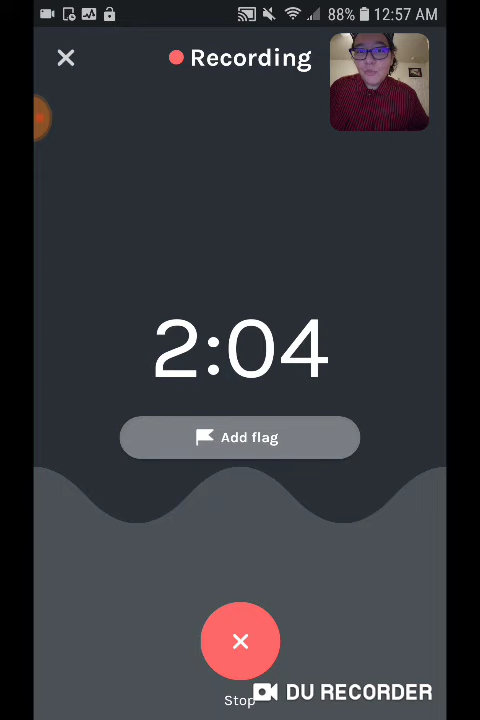 88% 12:57 AM
Recording
2:04
Add flag
Stop
DU RECORDER